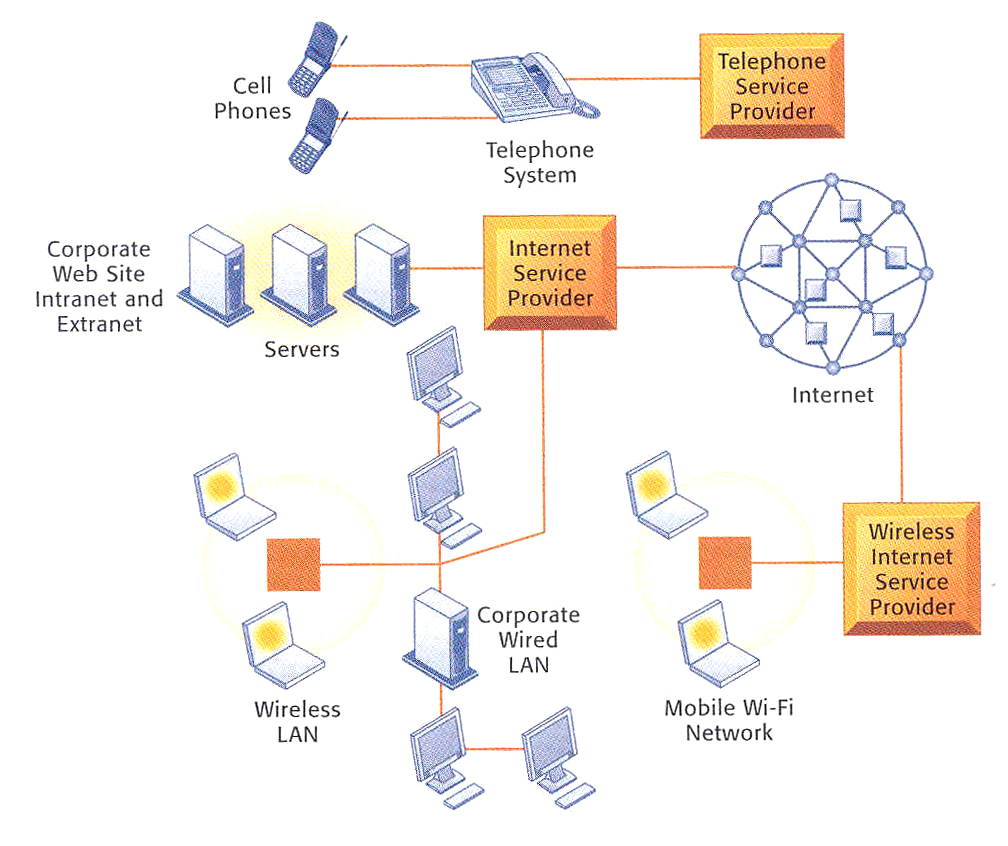 Cell
Phones
Telephone
System
Telephone
Service
Provider
Corporate
Web Site
Intranet and
Extranet
Servers
Internet
Service
Provider
Internet
Wireless
LAN
Corporate
Wired
LAN
Mobile Wi-Fi
Network
Wireless
Internet
Service
Provider